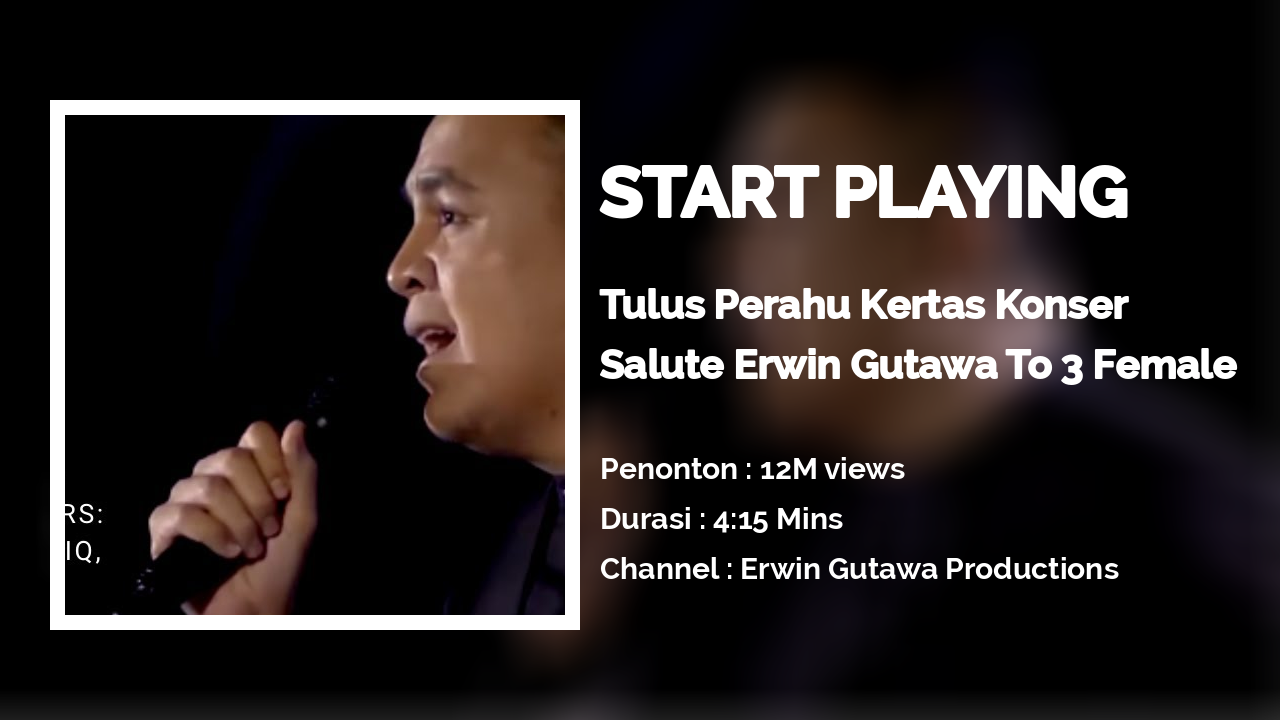 START PLAYING
Tulus Perahu Kertas Konser
Salute Erwin Gutawa To 3 Female
Penonton : 12M views
Durasi : 4:15 Mins
Channel : Erwin Gutawa Productions
RS:
IQ,